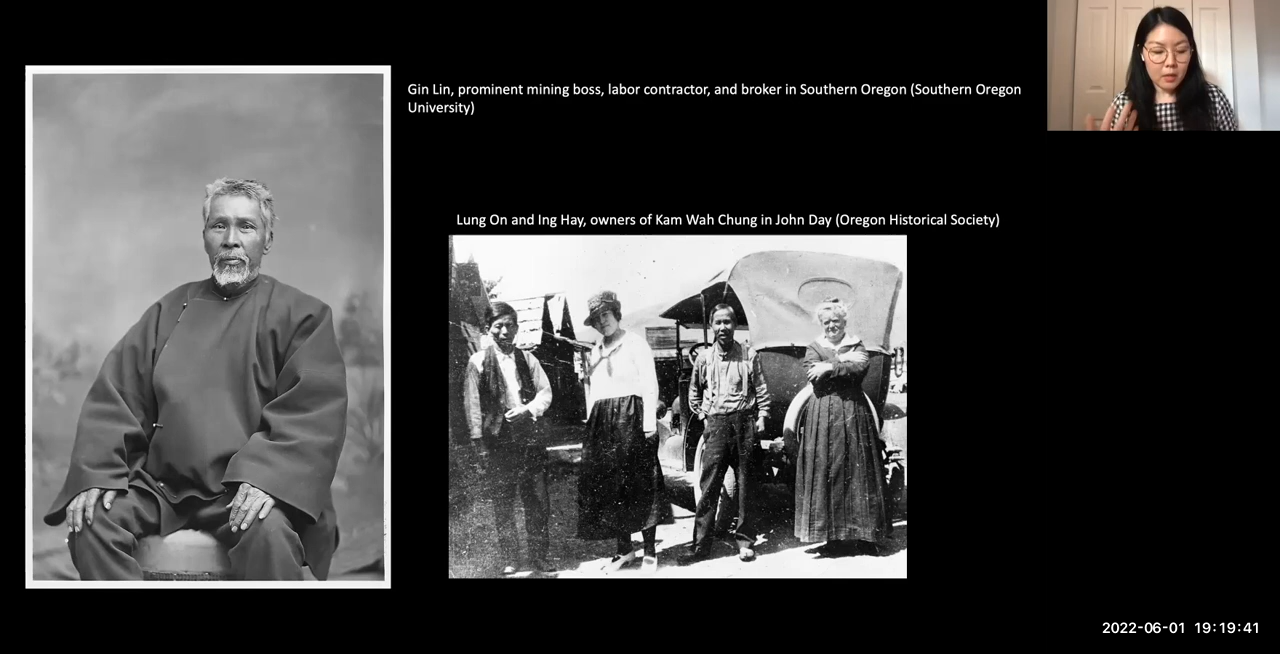 Gin Lin, prominent mining boss, labor contractor, and broker in Southern Oregon (Southern Oregon
University)
Lung On and Ing Hay, owners of Kam Wah Chung in John Day (Oregon Historical Society)
2022-06-01 19:19:41